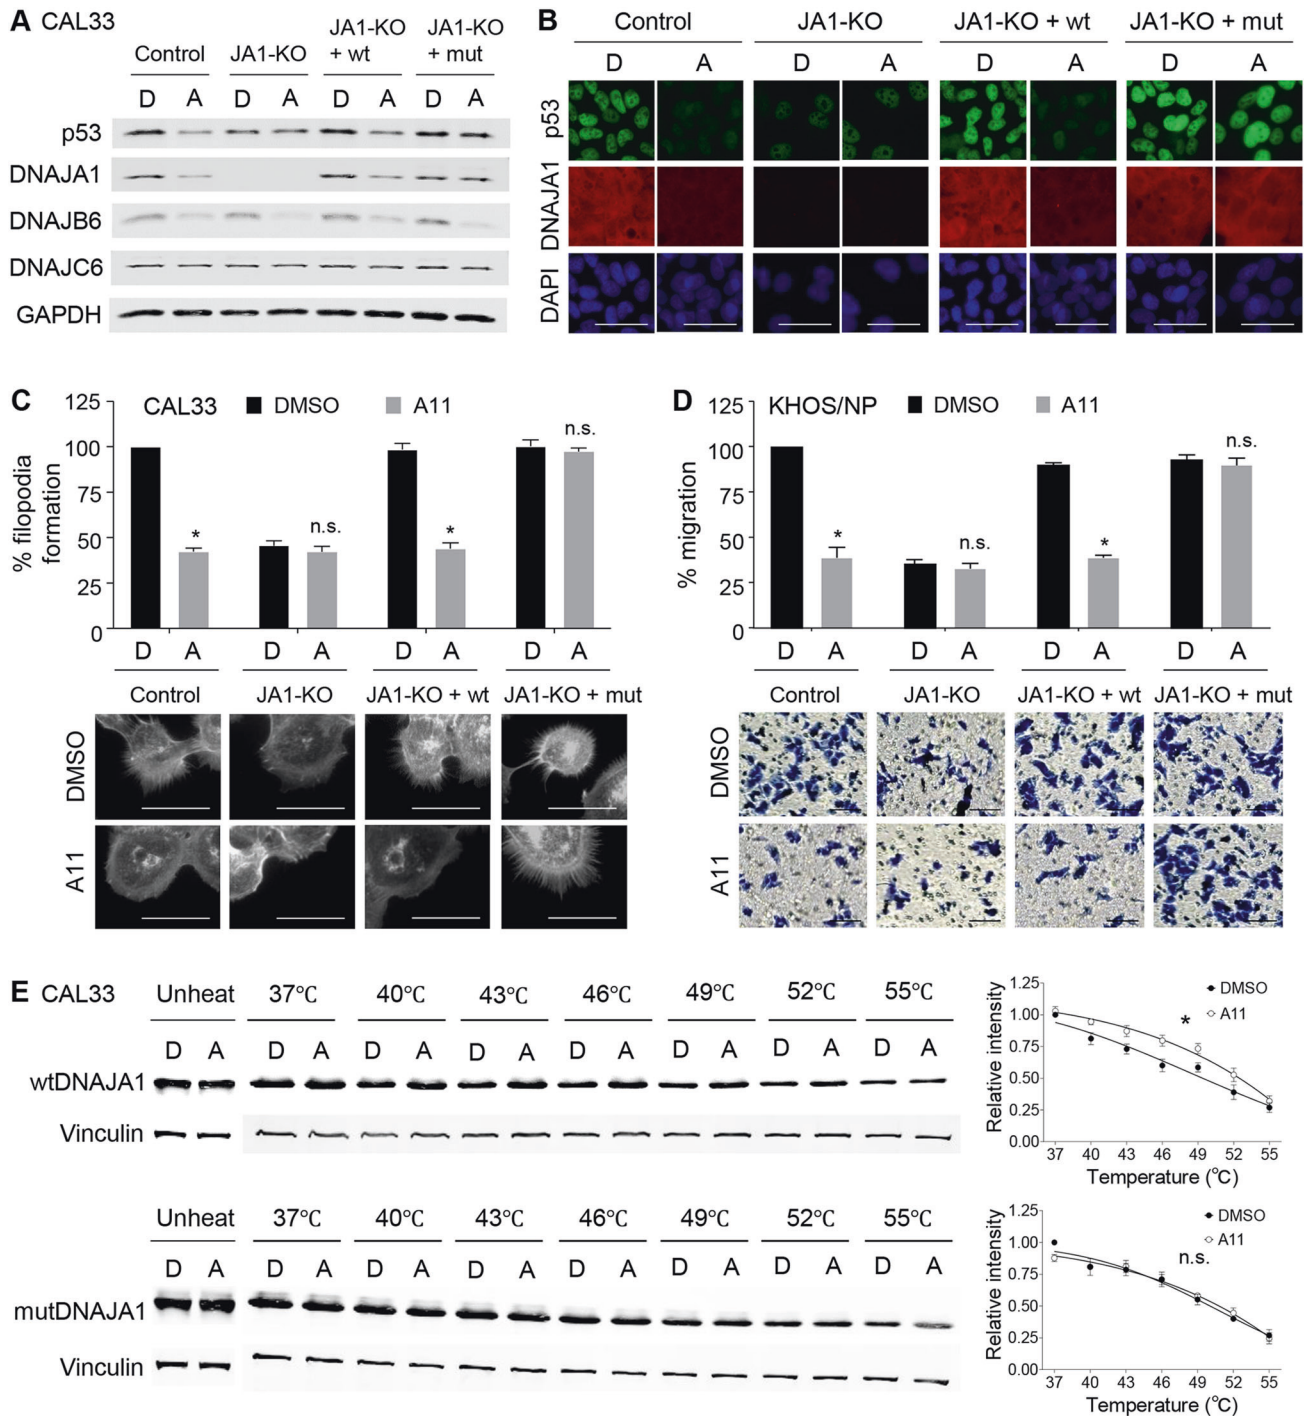 A CAL33
Control JA1-KO JA1-KO + wt JA1-KO + mut
D A D A D A D A
p53
DNAJA1
DNAJB6
DNAJC6
GAPDH
B Control JA1-KO JA1-KO + wt JA1-KO + mut
D A D A D A D A
p53
DNAJA1
DAPI
C CAL33 DMSO A11
% filopodia
formation
125
100
75
50
25
0
* n.s. * n.s.
D A D A D A D A
Control JA1-KO JA1-KO + wt JA1-KO + mut
DMSO
A11
D KHOS/NP DMSO A11
% migration
125
100
75
50
25
0
* n.s. * n.s.
D A D A D A D A
Control JA1-KO JA1-KO + wt JA1-KO + mut
DMSO
A11
E CAL33 Unheat 37°C 40°C 43°C 46°C 49°C 52°C 55°C
D A D A D A D A D A D A D A D A
wtDNAJA1
Vinculin
Relative intensity
1.25
1.00
0.75
0.50
0.25
0.00
DMSO
A11
*
37 40 43 46 49 52 55
Temperature (°C)
Unheat 37°C 40°C 43°C 46°C 49°C 52°C 55°C
D A D A D A D A D A D A D A D A
mutDNAJA1
Vinculin
Relative intensity
1.25
1.00
0.75
0.50
0.25
0.00
DMSO
A11
n.s.
37 40 43 46 49 52 55
Temperature (°C)